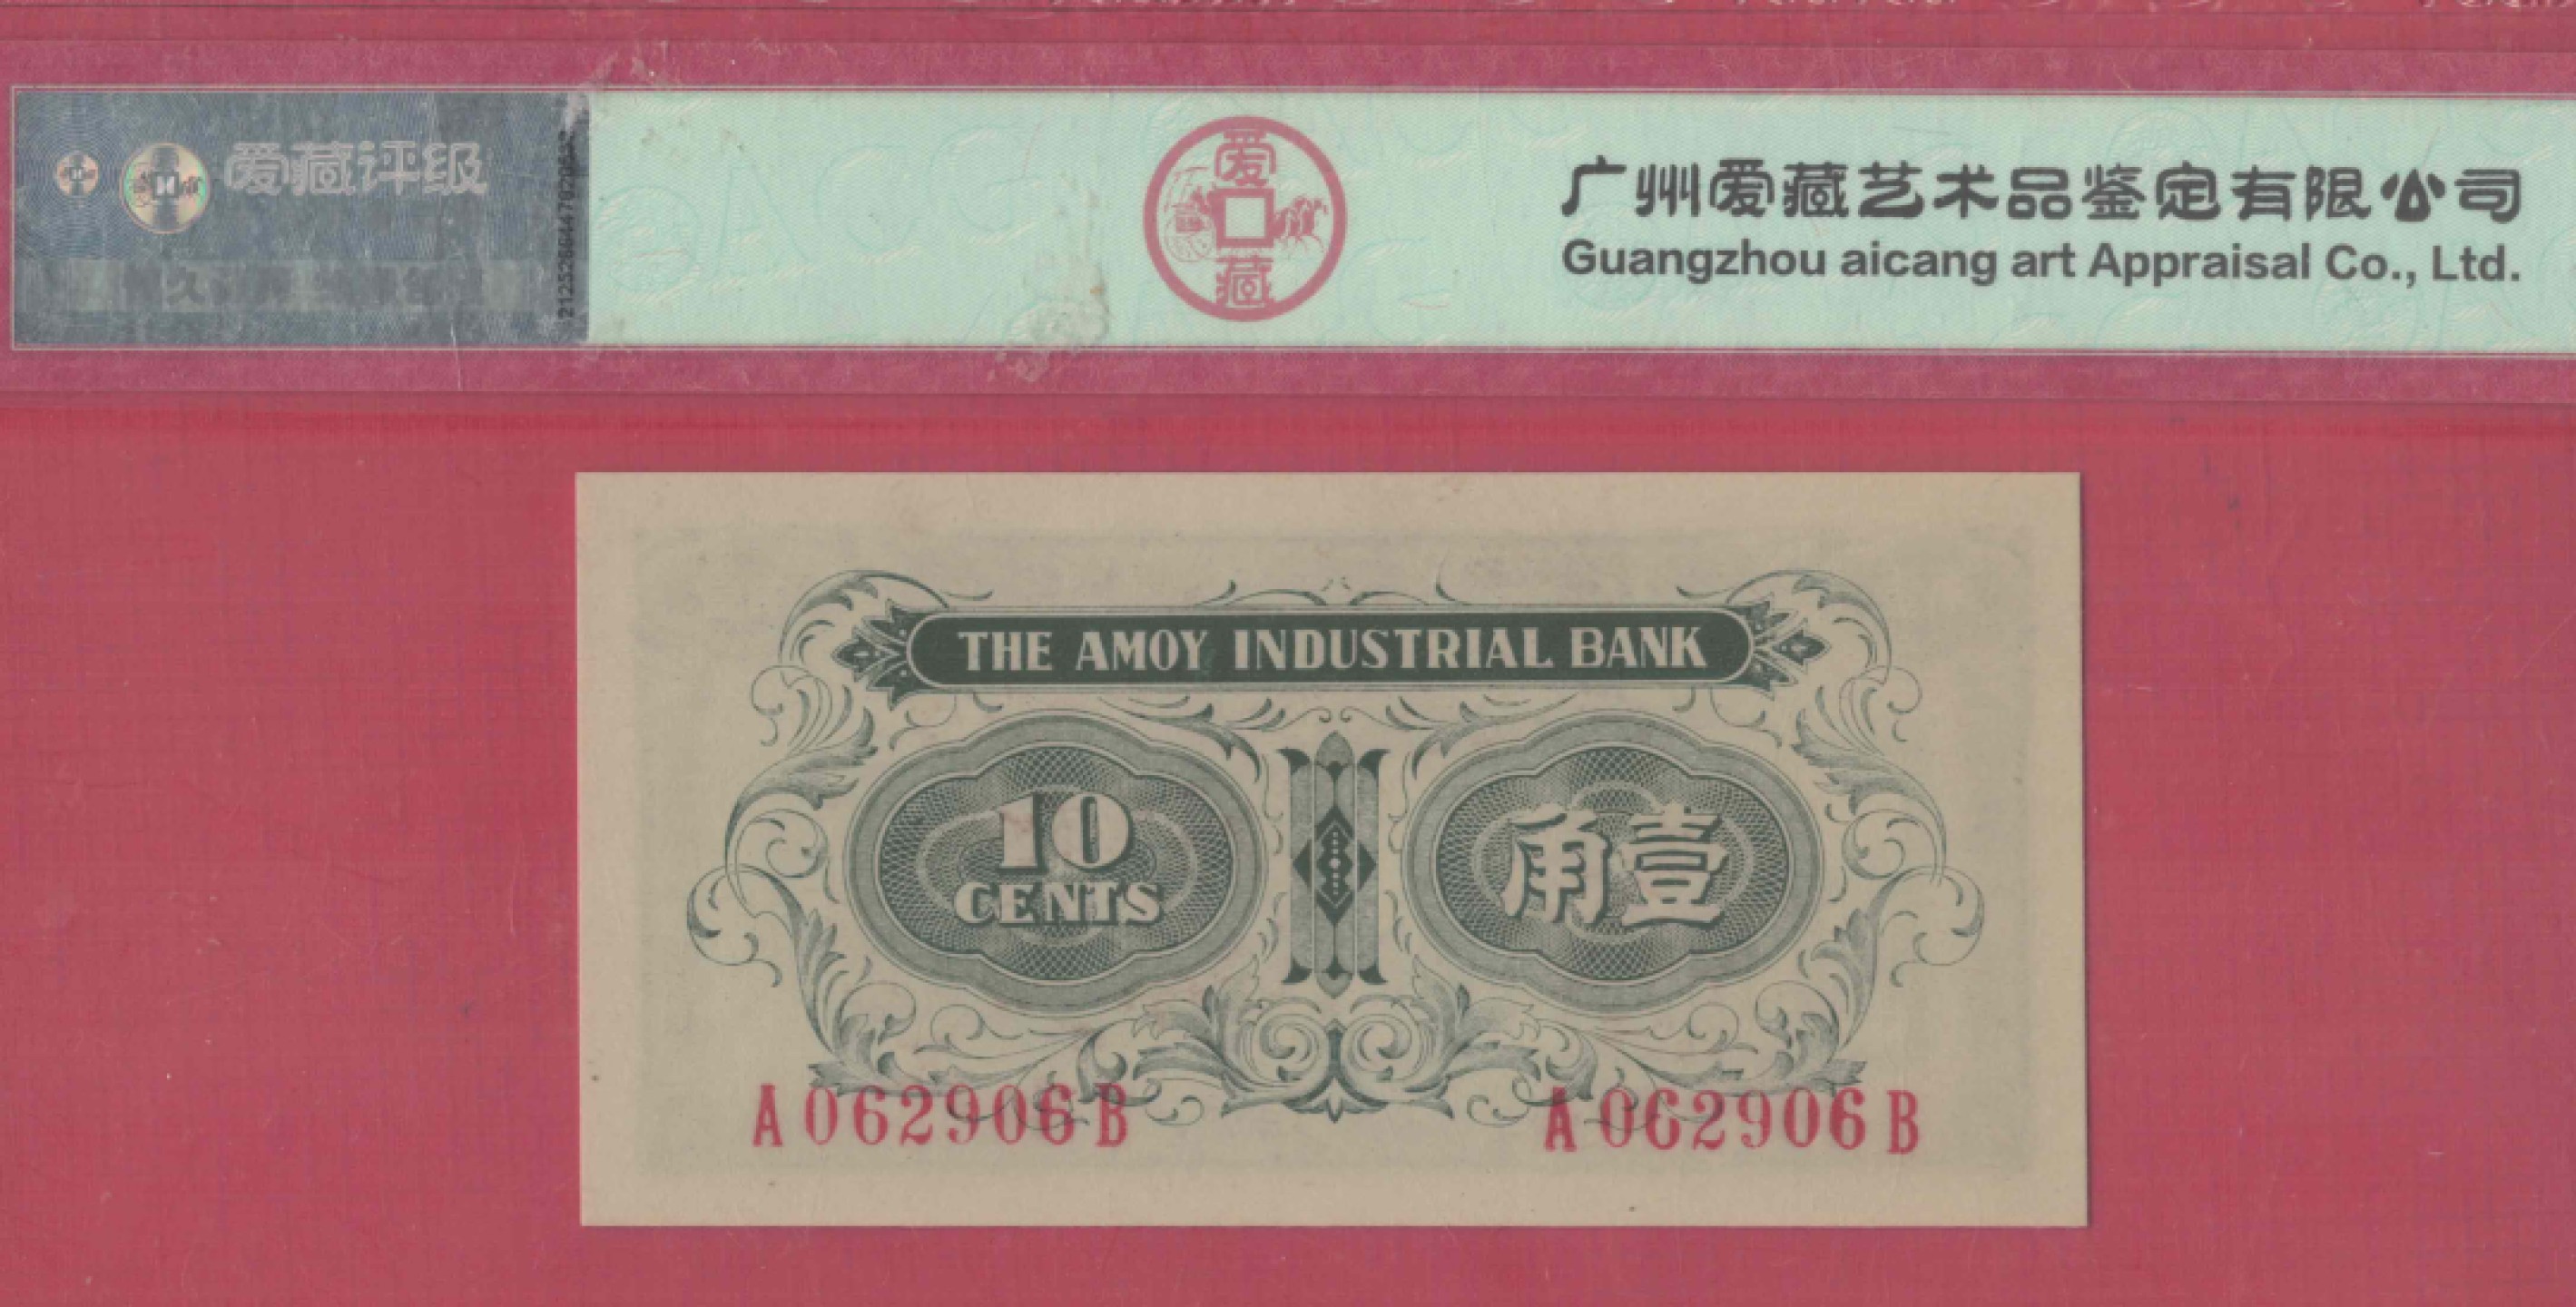 爱藏评级
爱藏
广州爱藏艺术品鉴定有限公司
Guangzhou aicang art Appraisal Co., Ltd.
THE AMOY INDUSTRIAL BANK
10
CENTS
角壹
A062906B
A062906B